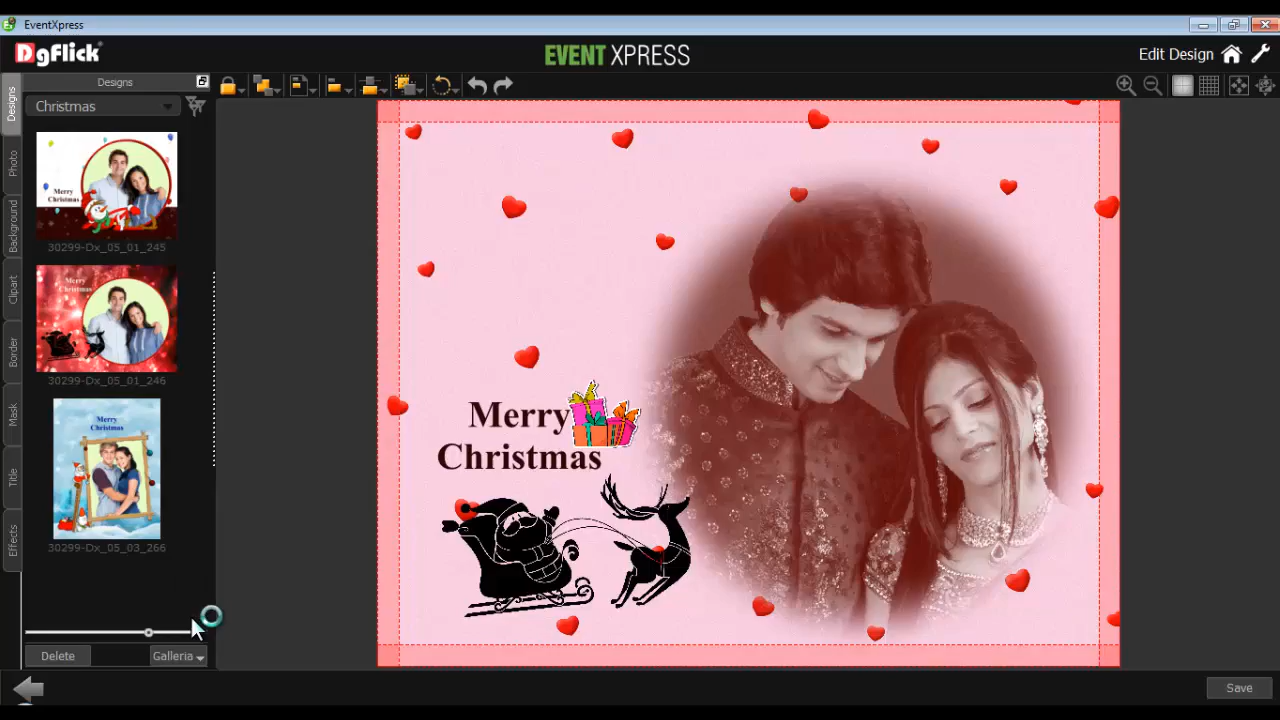 EventXpress
DgFlick
EVENT XPRESS
Edit Design
Designs
Christmas
Designs
Photo
Background
Clipart
Border
Mask
Title
Effects
Merry
Christmas
30299-Dx_05_01_245
Merry
Christmas
30299-Dx_05_01_246
Merry
Christmas
30299-Dx_05_03_266
Delete
Galleria
Merry
Christmas
Save